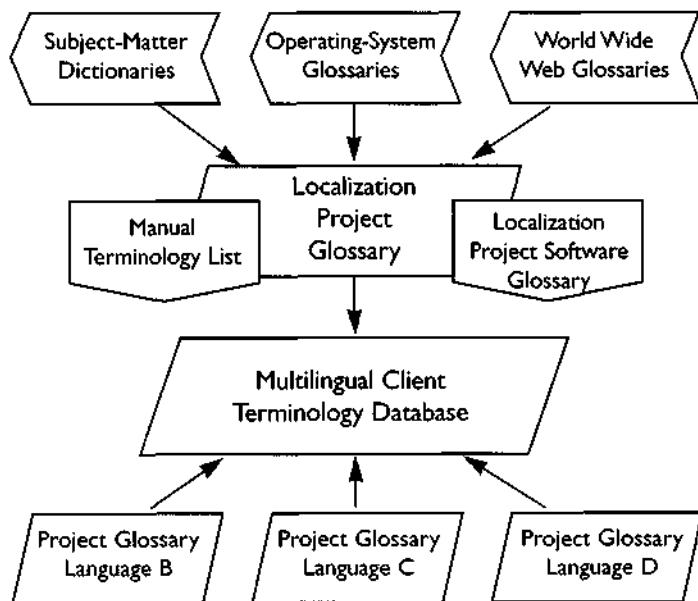 Subject-Matter
Dictionaries
Operating-System
Glossaries
World Wide
Web Glossaries
Localization
Project
Glossary
Manual
Terminology List
Localization
Project Software
Glossary
Multilingual Client
Terminology Database
Project Glossary
Language B
Project Glossary
Language C
Project Glossary
Language D